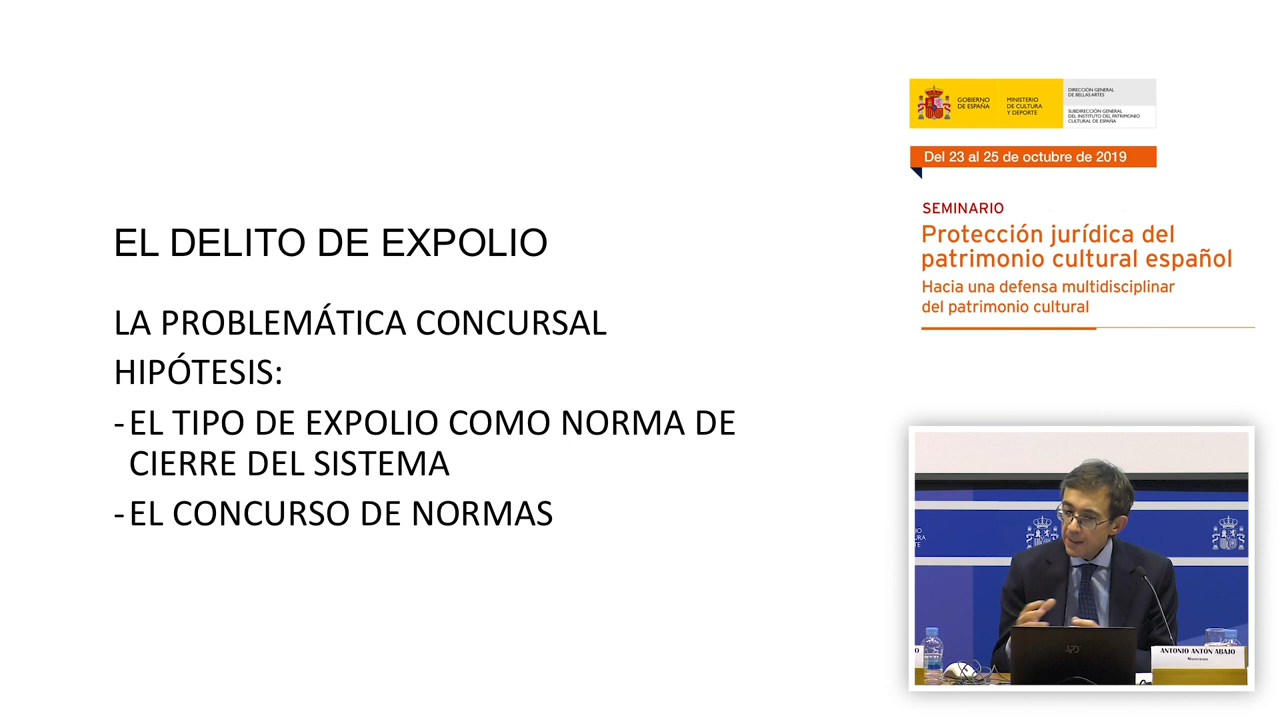 EL DELITO DE EXPOLIO
LA PROBLEMÁTICA CONCURSAL
HIPÓTESIS:
- EL TIPO DE EXPOLIO COMO NORMA DE
CIERRE DEL SISTEMA
- EL CONCURSO DE NORMAS
GOBIERNO
DE ESPAÑA
MINISTERIO
DE CULTURA
Y DEPORTE
DIRECCIÓN GENERAL
DE BELLAS ARTES
SUBDIRECCIÓN GENERAL
DEL INSTITUTO DEL PATRIMONIO
CULTURAL DE ESPAÑA
Del 23 al 25 de octubre de 2019
SEMINARIO
Protección jurídica del
patrimonio cultural español
Hacia una defensa multidisciplinar
del patrimonio cultural
ANTONIO ANTÓN ABAJO